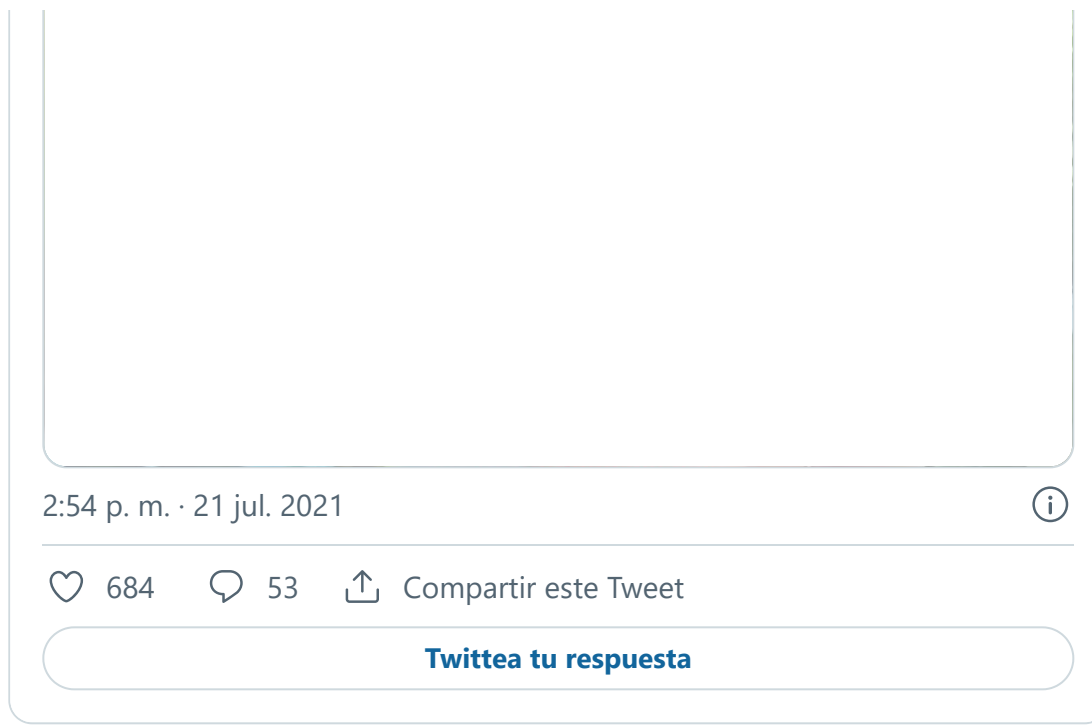 2:54 p. m. · 21 jul. 2021
684 53 Compartir este Tweet
Twittea tu respuesta